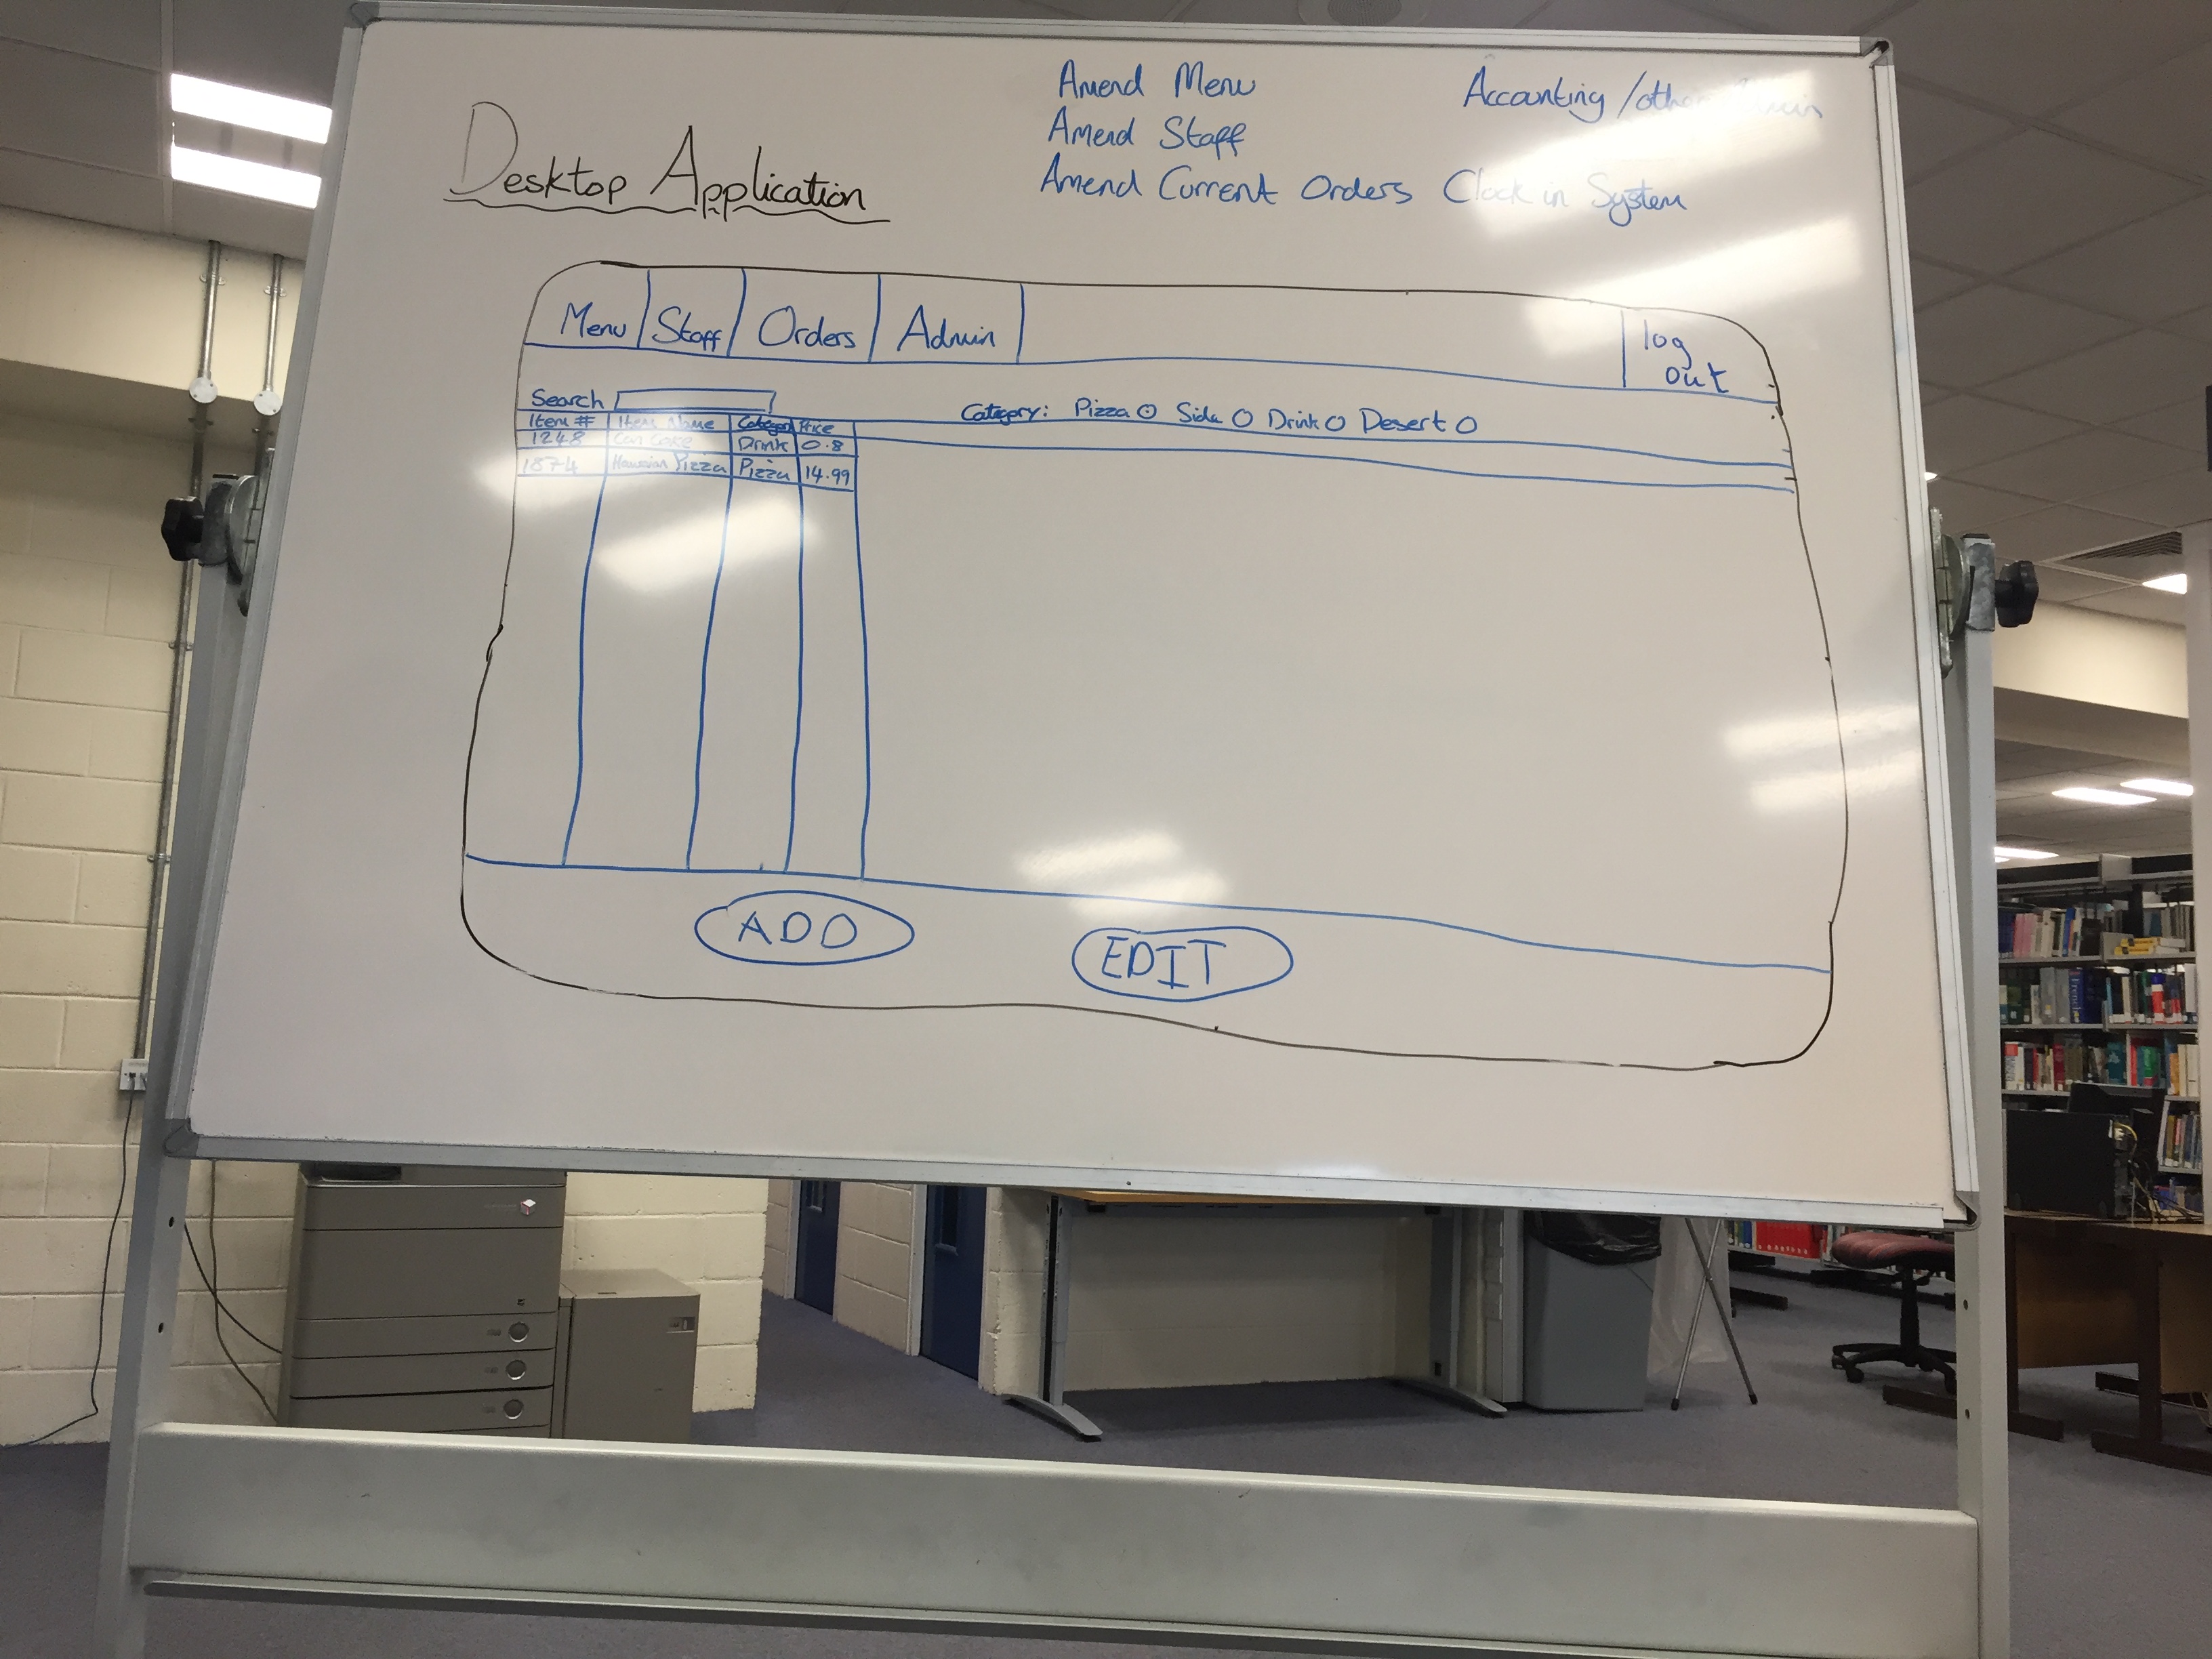 Desktop Application
Amend Menu
Amend Staff
Amend Current Orders
Accounting /other Admin
Clock in System
Menu Staff Orders Admin
log
out
Search
Category: Pizza Side Drink Desert
Item # Item Name Category Price
1248 Can Coke Drink 0.8
1874 Hawaiian Pizza Pizza 14.99
ADD
EDIT